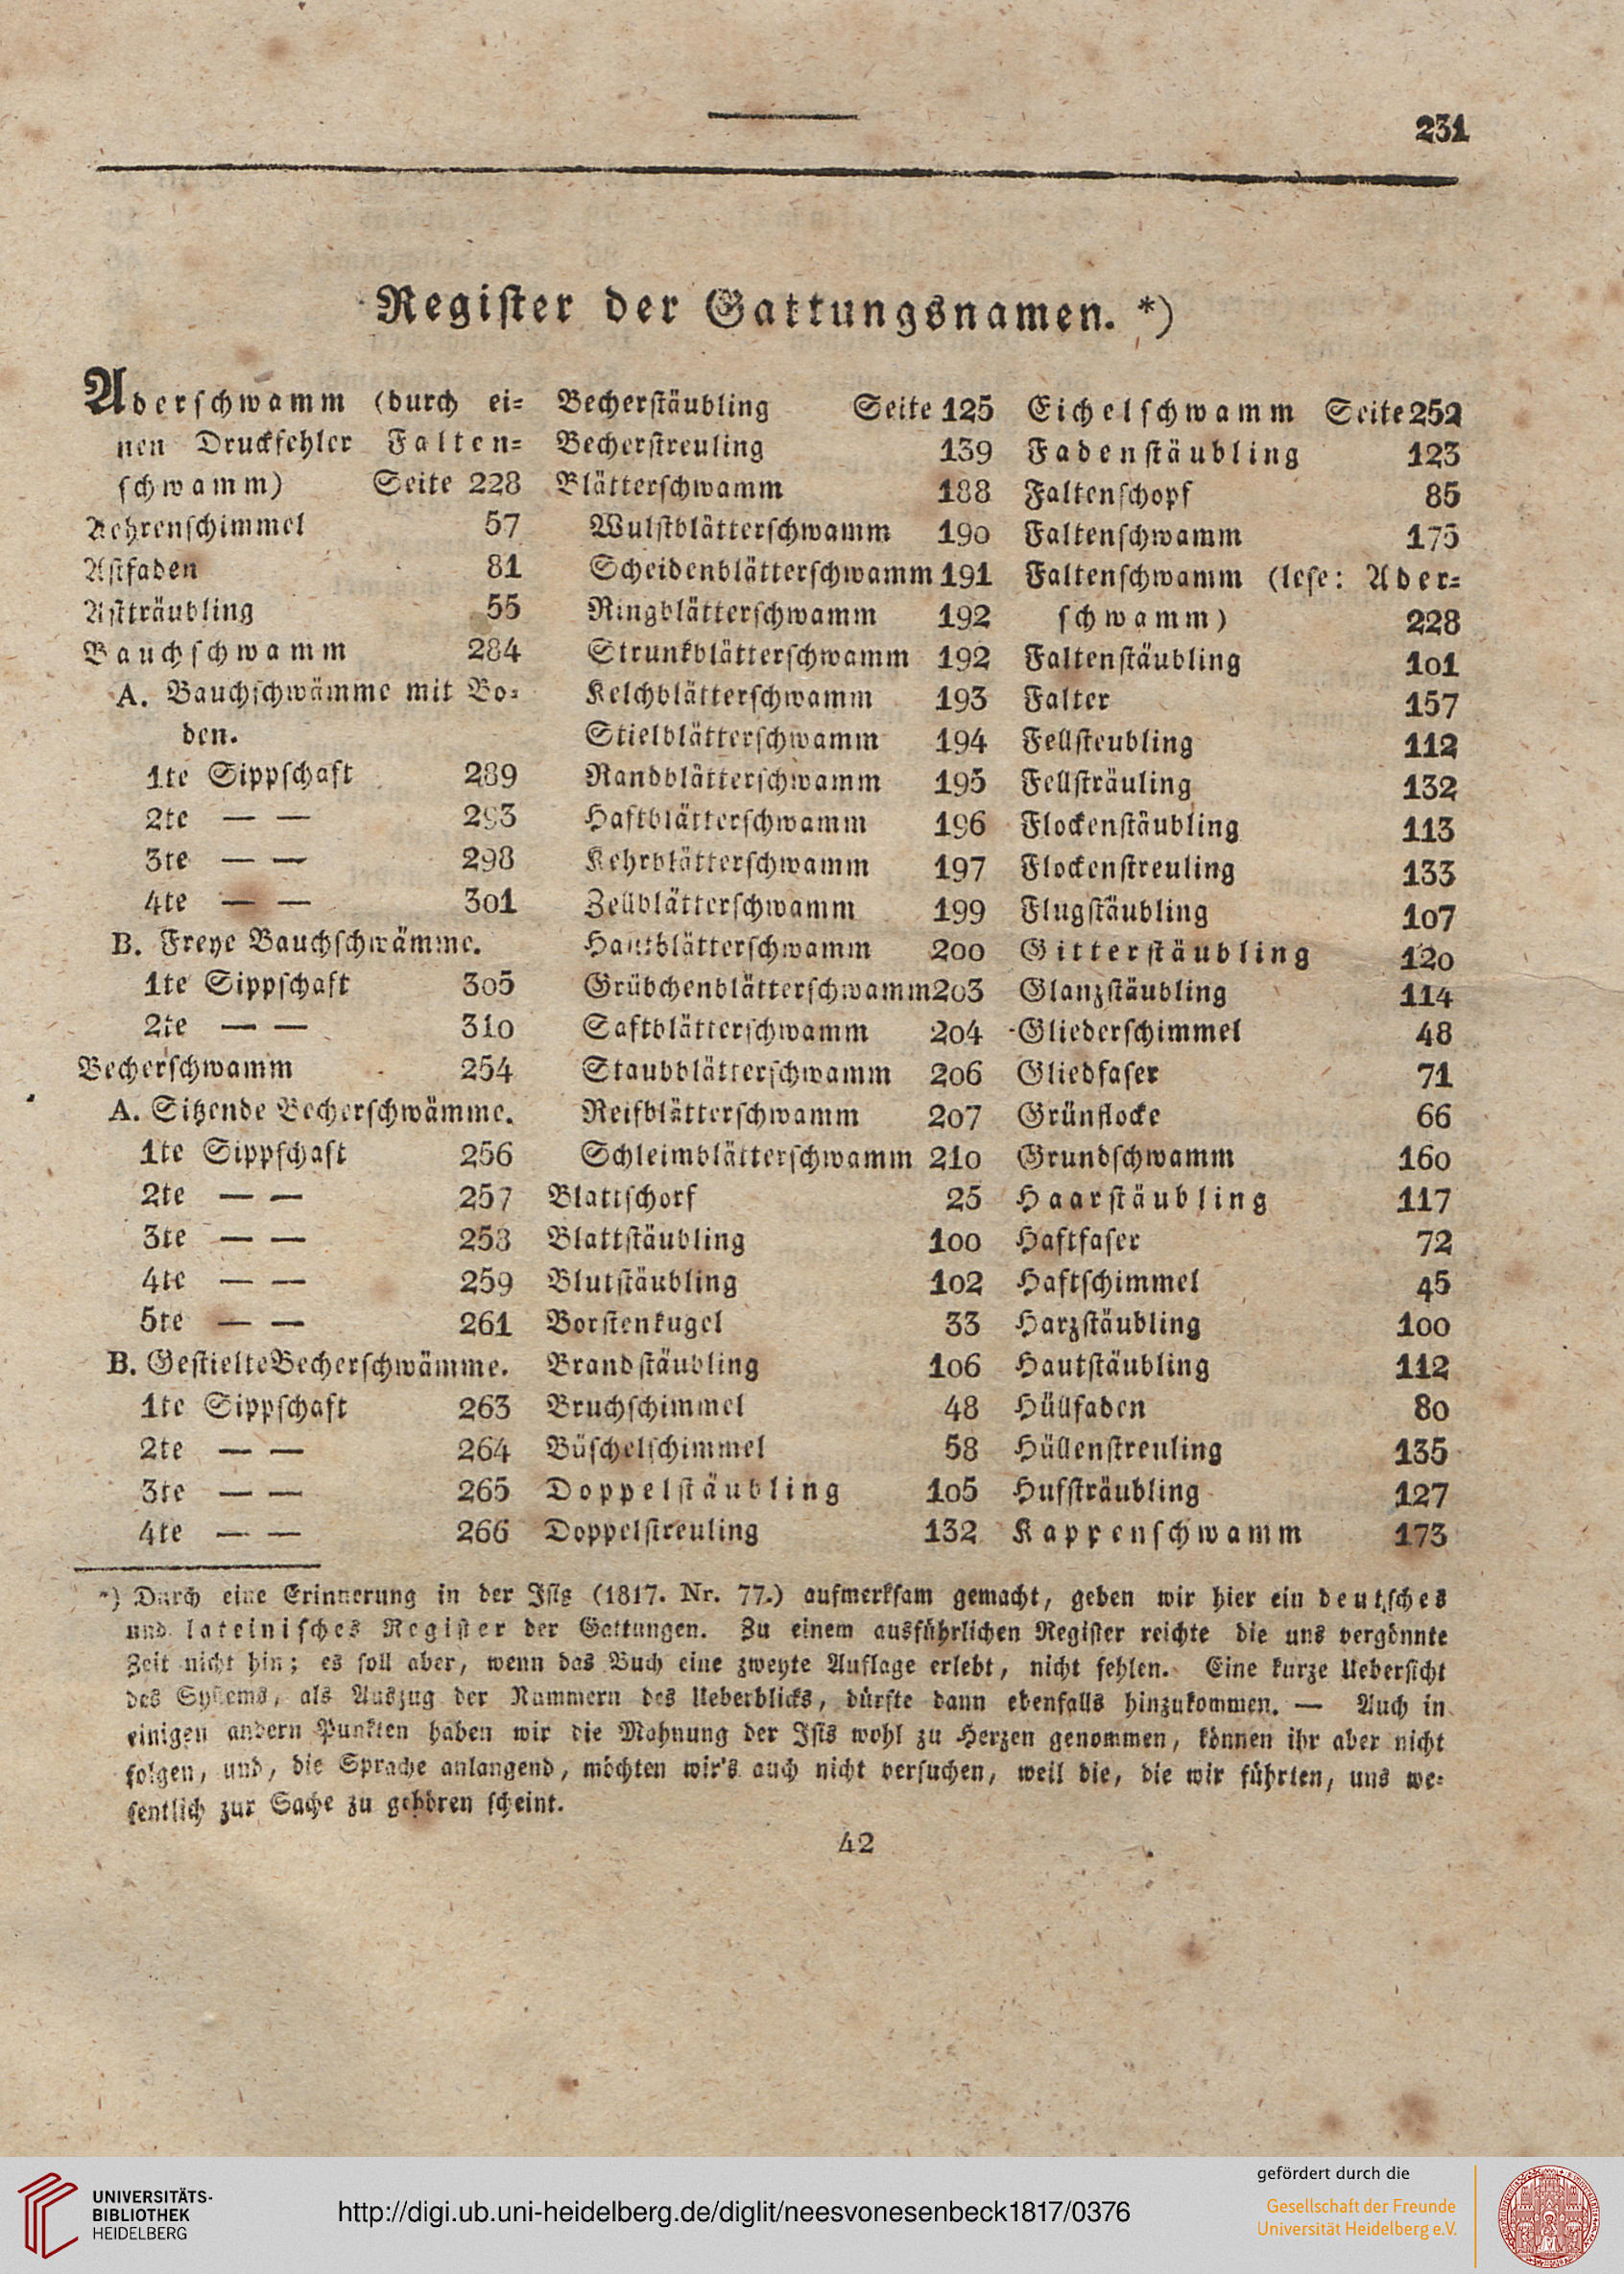 231
Register der Gattungsnamen. *)
Aderschwamm (durch ei=
nen Druckfehler Falten=
schwamm) Seite 228
Aehrenschimmel 57
Astfaden 81
Astträubling 55
Bauchschwamm 284
A. Bauchschwämme mit Bo=
den.
1te Sippschaft 289
2te — — 293
3te — — 298
4te — — 301
B. Freye Bauchschwämme.
1te Sippschaft 305
2te — — 310
Becherschwamm 254
A. Sitzende Becherschwämme.
1te Sippschaft 256
2te — — 257
3te — — 258
4te — — 259
5te — — 261
B. Gestielte Becherschwämme.
1te Sippschaft 263
2te — — 264
3te — — 265
4te — — 266
Becherstäubling Seite 125
Becherstreuling 139
Blätterschwamm 188
Wulstblätterschwamm 190
Scheidenblätterschwamm 191
Ringblätterschwamm 192
Strunkblätterschwamm 192
Kelchblätterschwamm 193
Stielblätterschwamm 194
Randblätterschwamm 195
Haftblätterschwamm 196
Kehrblätterschwamm 197
Zellblätterschwamm 199
Hautblätterschwamm 200
Grübchenblätterschwamm 203
Saftblätterschwamm 204
Staubblätterschwamm 206
Reifblätterschwamm 207
Schleimblätterschwamm 210
Blattschorf 25
Blattstäubling 100
Blutstäubling 102
Borstenkugel 33
Brandstäubling 106
Bruchschimmel 48
Büschelschimmel 58
Doppelstäubling 105
Doppelstreuling 132
Eichelschwamm Seite 252
Fadenstäubling 123
Faltenschopf 85
Faltenschwamm 175
Faltenschwamm (lese: Ader=
schwamm) 228
Faltenstäubling 101
Falter 157
Fellsteubling 112
Fellsträuling 132
Flockenstäubling 113
Flockenstreuling 133
Flugstäubling 107
Gitterstäubling 120
Glanzstäubling 114
Gliederschimmel 48
Gliedfaser 71
Grünflocke 66
Grundschwamm 160
Haarstäubling 117
Haftfaser 72
Haftschimmel 45
Harzstäubling 100
Hautstäubling 112
Hüllfaden 80
Hüllenstreuling 135
Hufsträubling 127
Kappenschwamm 173
*) Durch eine Erinnerung in der Isis (1817. Nr. 77.) aufmerksam gemacht, geben wir hier ein deutsches
und lateinisches Register der Gattungen. Zu einem ausführlichen Register reichte die uns vergönnte
Zeit nicht hin; es soll aber, wenn das Buch eine zweyte Auflage erlebt, nicht fehlen. Eine kurze Uebersicht
des Systems, als Auszug der Nummern des Ueberblicks, dürfte dann ebenfalls hinzukommen. — Auch in
einigen andern Punkten haben wir die Mahnung der Isis wohl zu Herzen genommen, können ihr aber nicht
folgen, und, die Sprache anlangend, möchten wir's auch nicht versuchen, weil die, die wir führten, uns we=
sentlich zur Sache zu gehören scheint.
42
UNIVERSITÄTS-
BIBLIOTHEK
HEIDELBERG
http://digi.ub.uni-heidelberg.de/diglit/neesvonesenbeck1817/0376
gefördert durch die
Gesellschaft der Freunde
Universität Heidelberg e.V.